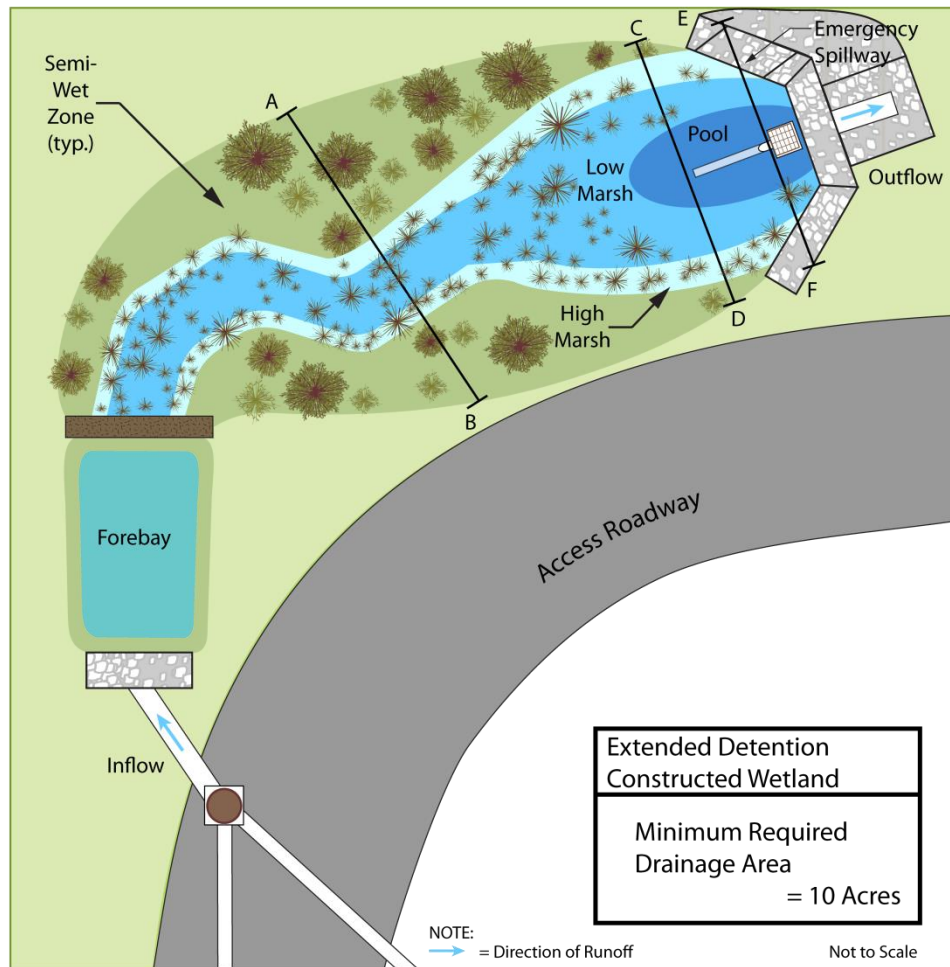 C
E
Emergency
Spillway
Semi-
Wet
Zone
(typ.)
A
Pool
Low
Marsh
Outflow
F
D
High
Marsh
B
Forebay
Access Roadway
Inflow
Extended Detention
Constructed Wetland
Minimum Required
Drainage Area
= 10 Acres
NOTE:
= Direction of Runoff
Not to Scale